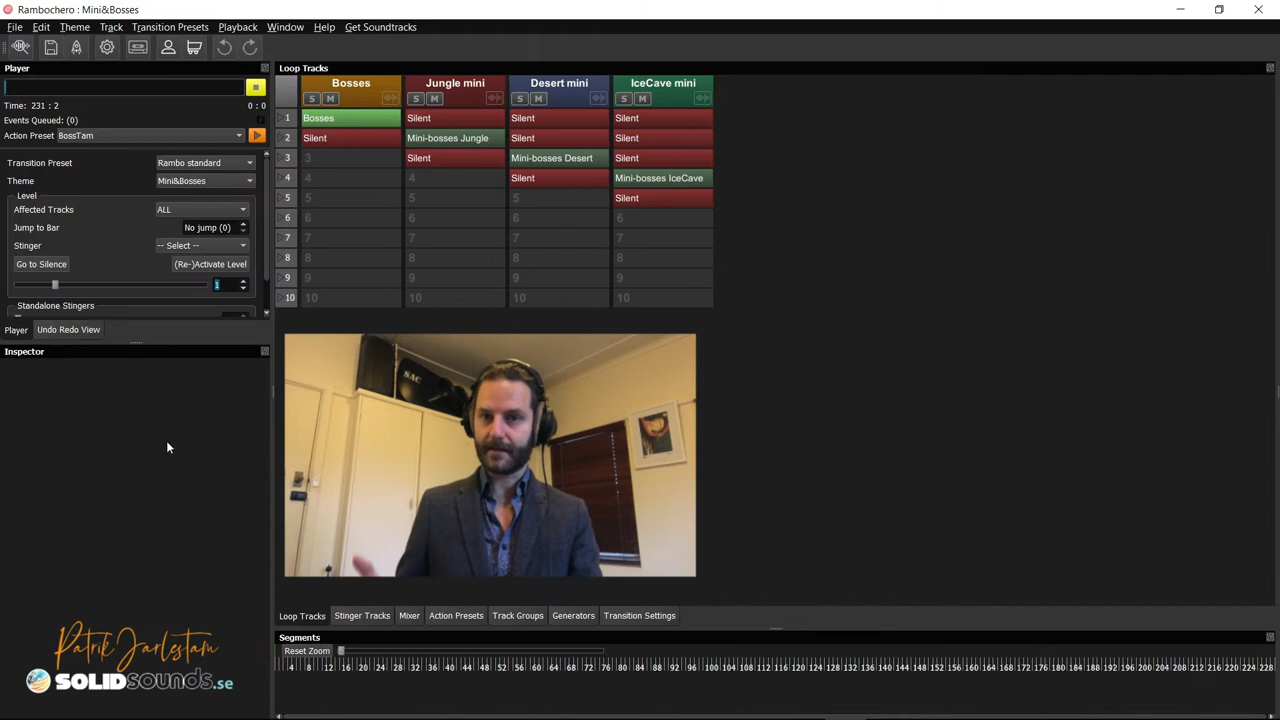 Rambochero : Mini&Bosses
File Edit Theme Track Transition Presets Playback Window Help Get Soundtracks
Player
Time: 231 : 2 0 : 0
Events Queued: (0)
Action Preset BossTam
Transition Preset Rambo standard
Theme Mini&Bosses
Level
Affected Tracks ALL
Jump to Bar No jump (0)
Stinger -- Select --
Go to Silence (Re-)Activate Level
1
Standalone Stingers
Player Undo Redo View
Inspector
Patrik Jarlestam
SOLIDSOUNDS.se
Loop Tracks
Bosses Jungle mini Desert mini IceCave mini
S M S M S M S M
1 Bosses Silent Silent Silent
2 Silent Mini-bosses Jungle Silent Silent
3 3 Silent Mini-bosses Desert Silent
4 4 4 Silent Mini-bosses IceCave
5 5 5 5 Silent
6 6 6 6 6
7 7 7 7 7
8 8 8 8 8
9 9 9 9 9
10 10 10 10 10
SAC
Loop Tracks Stinger Tracks Mixer Action Presets Track Groups Generators Transition Settings
Segments
Reset Zoom
4 8 12 16 20 24 28 32 36 40 44 48 52 56 60 64 68 72 76 80 84 88 92 96 100 104 108 112 116 120 124 128 132 136 140 144 148 152 156 160 164 168 172 176 180 184 188 192 196 200 204 208 212 216 220 224 228